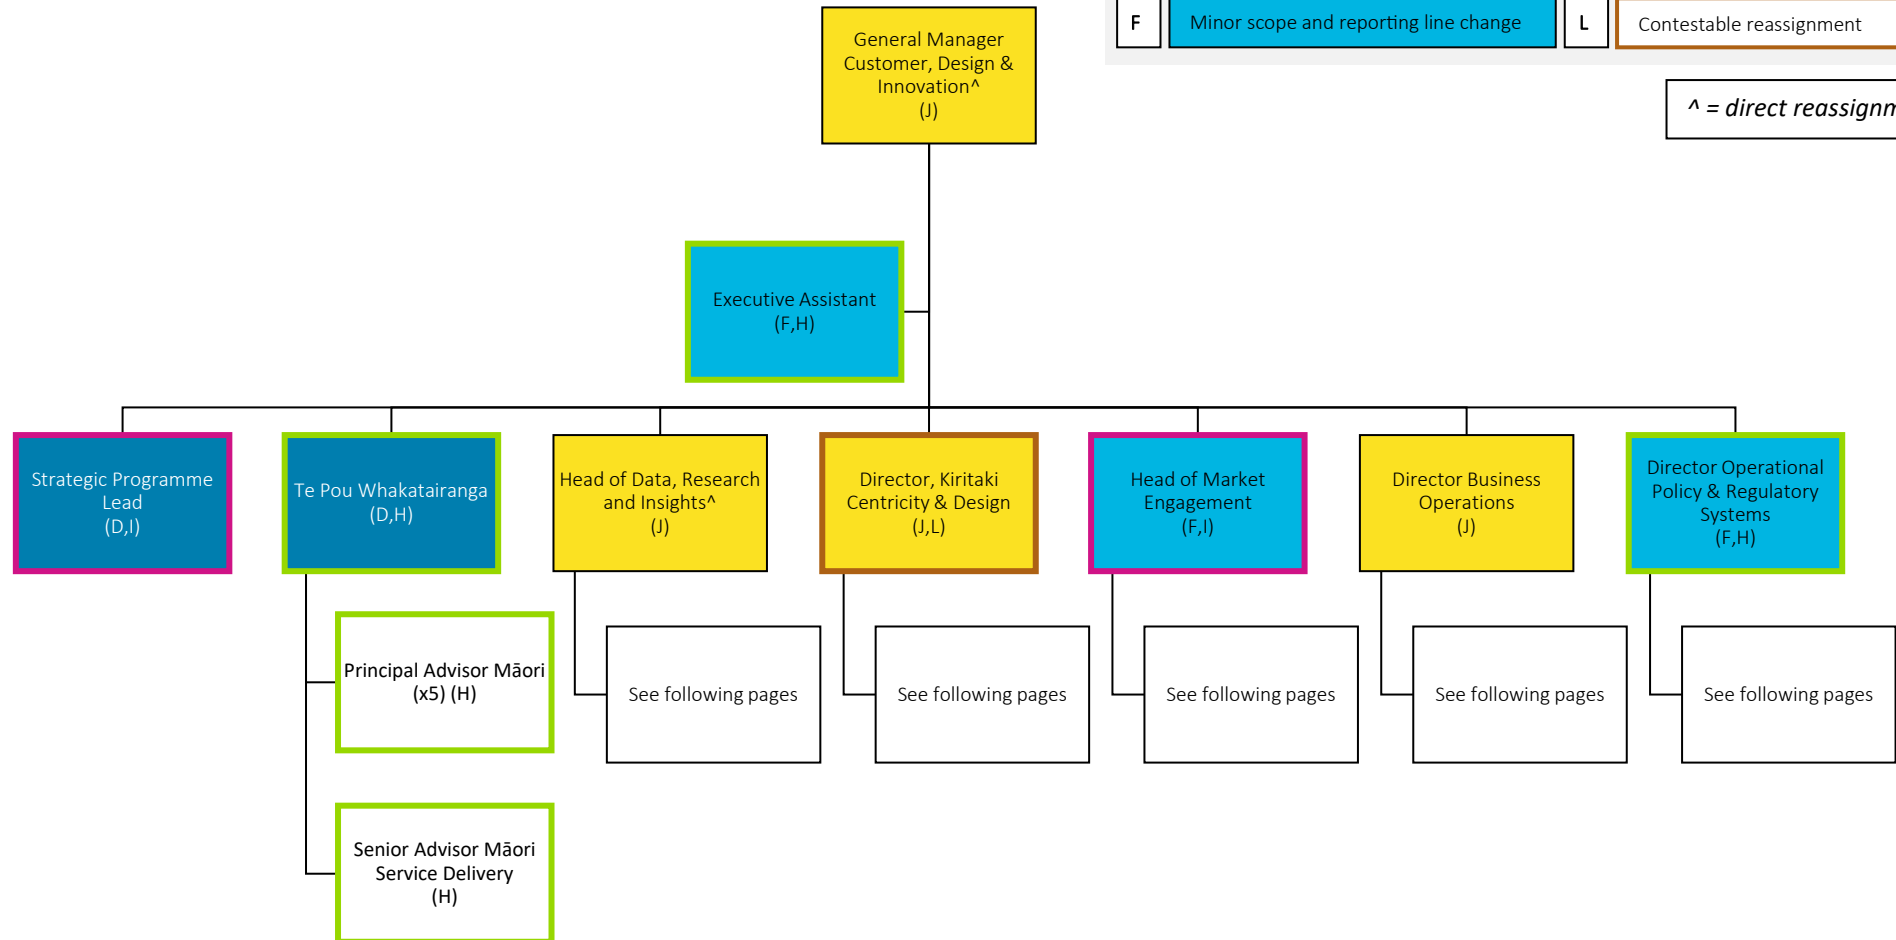 F
Minor scope and reporting line change
L
Contestable reassignment
^ = direct reassignm
General Manager
Customer, Design &
Innovation^
(J)
Executive Assistant
(F,H)
Strategic Programme
Lead
(D,I)
Te Pou Whakatairanga
(D,H)
Head of Data, Research
and Insights^
(J)
Director, Kiritaki
Centricity & Design
(J,L)
Head of Market
Engagement
(F,I)
Director Business
Operations
(J)
Director Operational
Policy & Regulatory
Systems
(F,H)
Principal Advisor Māori
(x5) (H)
See following pages
See following pages
See following pages
See following pages
See following pages
Senior Advisor Māori
Service Delivery
(H)